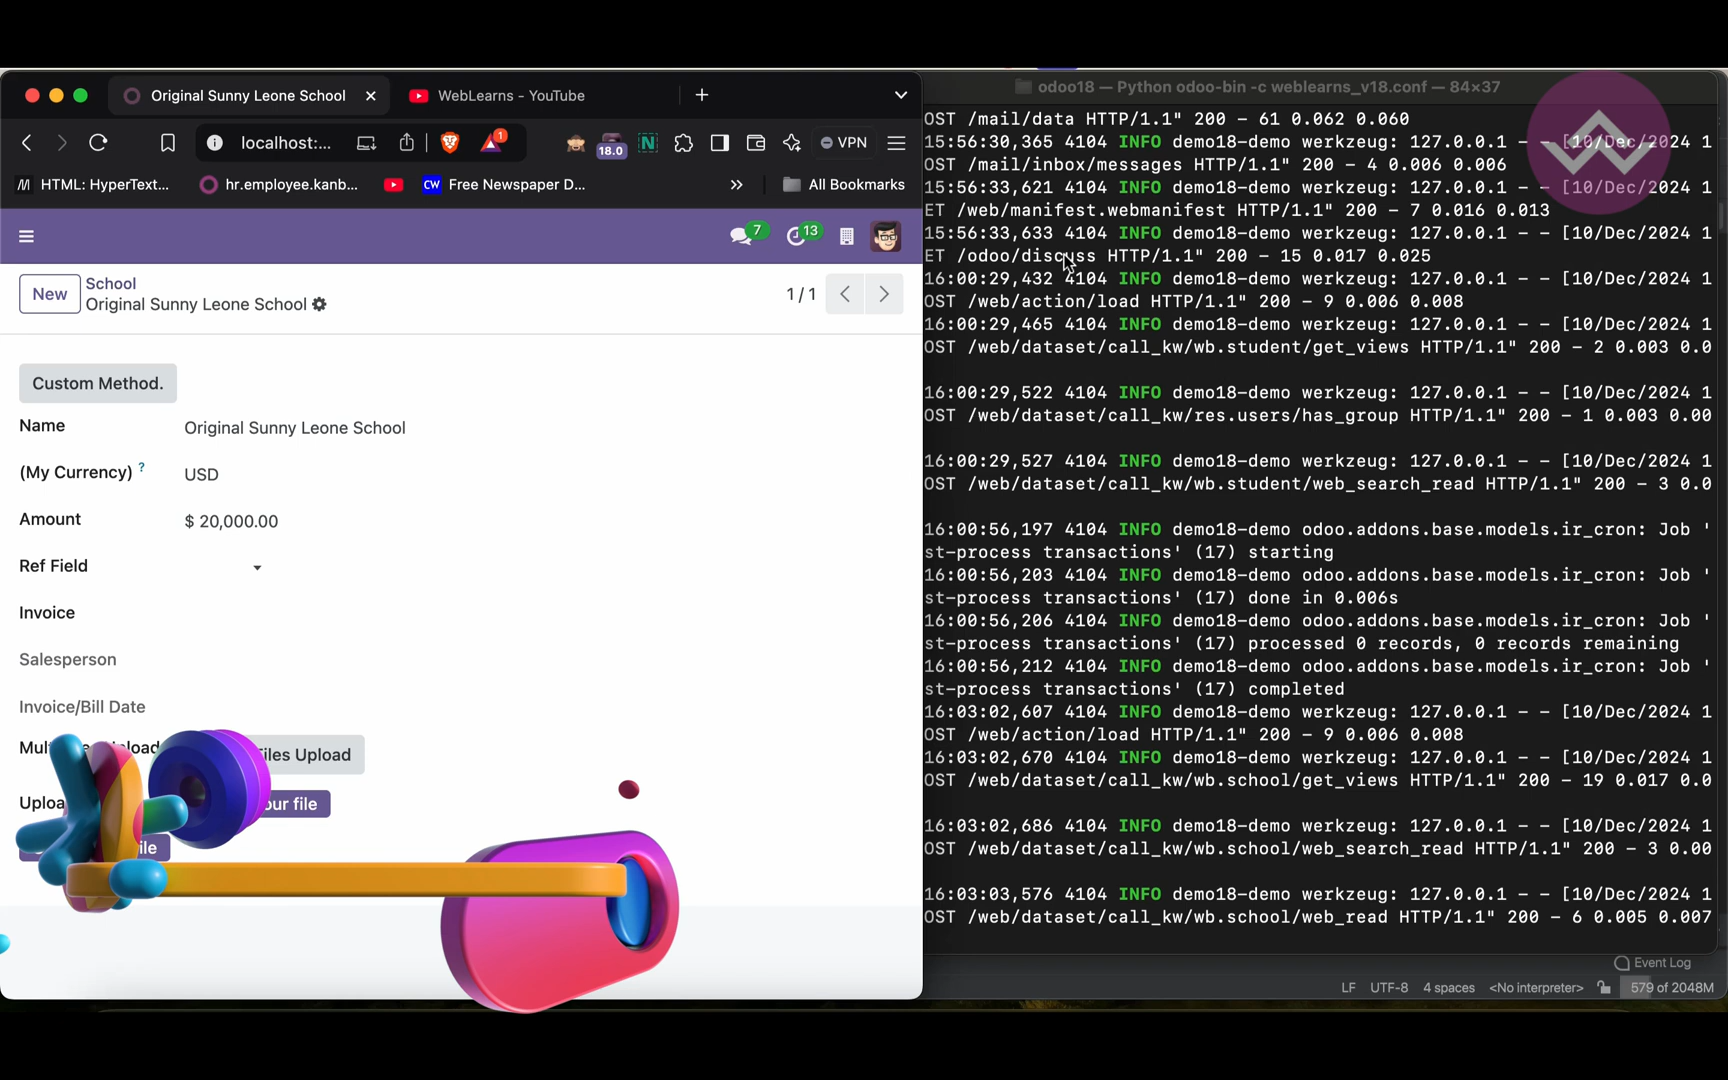 Original Sunny Leone School
WebLearns - YouTube
localhost:...
1
18.0
VPN
HTML: HyperText...
hr.employee.kanb...
CW
Free Newspaper D...
All Bookmarks
7
13
New
School
Original Sunny Leone School
1 / 1
Custom Method.
Name
Original Sunny Leone School
(My Currency) ?
USD
Amount
$ 20,000.00
Ref Field
Invoice
Salesperson
Invoice/Bill Date
odoo18 — Python odoo-bin -c weblearns_v18.conf — 84×37
OST /mail/data HTTP/1.1" 200 - 61 0.062 0.060
15:56:30,365 4104 INFO demo18-demo werkzeug: 127.0.0.1 - - [10/Dec/2024 1
OST /mail/inbox/messages HTTP/1.1" 200 - 4 0.006 0.006
15:56:33,621 4104 INFO demo18-demo werkzeug: 127.0.0.1 - - [10/Dec/2024 1
ET /web/manifest.webmanifest HTTP/1.1" 200 - 7 0.016 0.013
15:56:33,633 4104 INFO demo18-demo werkzeug: 127.0.0.1 - - [10/Dec/2024 1
ET /odoo/discuss HTTP/1.1" 200 - 15 0.017 0.025
16:00:29,432 4104 INFO demo18-demo werkzeug: 127.0.0.1 - - [10/Dec/2024 1
OST /web/action/load HTTP/1.1" 200 - 9 0.006 0.008
16:00:29,465 4104 INFO demo18-demo werkzeug: 127.0.0.1 - - [10/Dec/2024 1
OST /web/dataset/call_kw/wb.student/get_views HTTP/1.1" 200 - 2 0.003 0.0
16:00:29,522 4104 INFO demo18-demo werkzeug: 127.0.0.1 - - [10/Dec/2024 1
OST /web/dataset/call_kw/res.users/has_group HTTP/1.1" 200 - 1 0.003 0.00
16:00:29,527 4104 INFO demo18-demo werkzeug: 127.0.0.1 - - [10/Dec/2024 1
OST /web/dataset/call_kw/wb.student/web_search_read HTTP/1.1" 200 - 3 0.0
16:00:56,197 4104 INFO demo18-demo odoo.addons.base.models.ir_cron: Job '
st-process transactions' (17) starting
16:00:56,203 4104 INFO demo18-demo odoo.addons.base.models.ir_cron: Job '
st-process transactions' (17) done in 0.006s
16:00:56,206 4104 INFO demo18-demo odoo.addons.base.models.ir_cron: Job '
st-process transactions' (17) processed 0 records, 0 records remaining
16:00:56,212 4104 INFO demo18-demo odoo.addons.base.models.ir_cron: Job '
st-process transactions' (17) completed
16:03:02,607 4104 INFO demo18-demo werkzeug: 127.0.0.1 - - [10/Dec/2024 1
OST /web/action/load HTTP/1.1" 200 - 9 0.006 0.008
16:03:02,670 4104 INFO demo18-demo werkzeug: 127.0.0.1 - - [10/Dec/2024 1
OST /web/dataset/call_kw/wb.school/get_views HTTP/1.1" 200 - 19 0.017 0.0
16:03:02,686 4104 INFO demo18-demo werkzeug: 127.0.0.1 - - [10/Dec/2024 1
OST /web/dataset/call_kw/wb.school/web_search_read HTTP/1.1" 200 - 3 0.00
16:03:03,576 4104 INFO demo18-demo werkzeug: 127.0.0.1 - - [10/Dec/2024 1
OST /web/dataset/call_kw/wb.school/web_read HTTP/1.1" 200 - 6 0.005 0.007
Upload
file
Event Log
LF UTF-8 4 spaces <No interpreter> 579 of 2048M